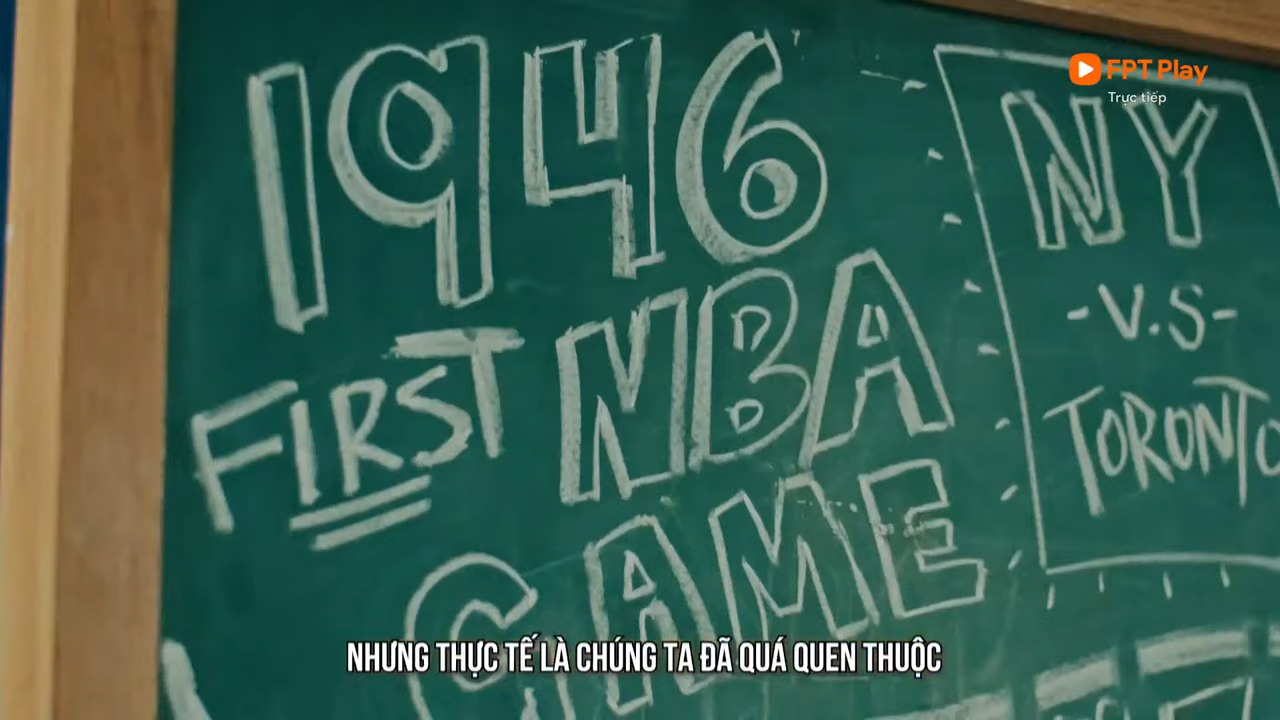 1946
FIRST NBA
GAME
NY
-V.S-
TORONTO
FPT Play
Trực tiếp
NHƯNG THỰC TẾ LÀ CHÚNG TA ĐÃ QUÁ QUEN THUỘC